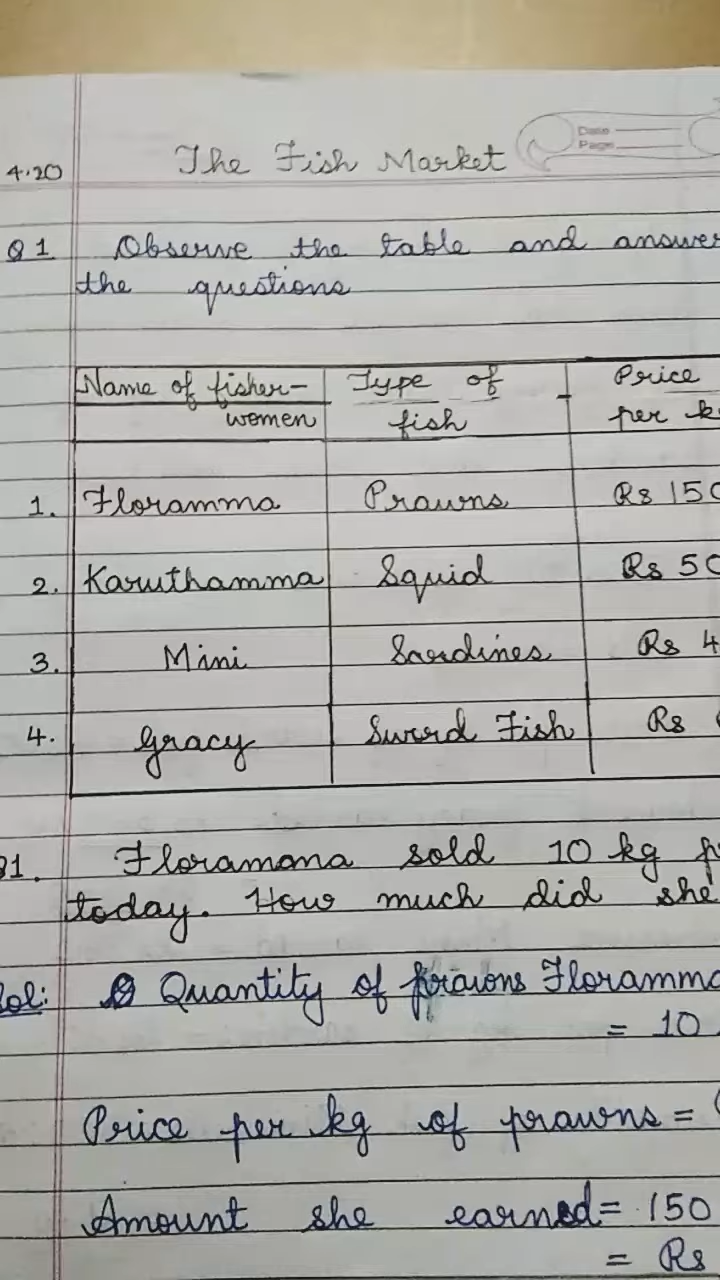 Date
Page
4.20 The Fish Market
Q1 Observe the table and answer
the questions
Name of fisher- Type of Price
women fish per k
1. Floramma Prawns Rs 150
2. Karuthamma Squid Rs 50
3. Mini Sardines Rs 4
4. Gracy Sword Fish Rs
Q1. Floramana sold 10 kg p
today. How much did she
Sol: Quantity of prawns Floramma
= 10
Price per kg of prawns =
Amount she earned = 150
= Rs